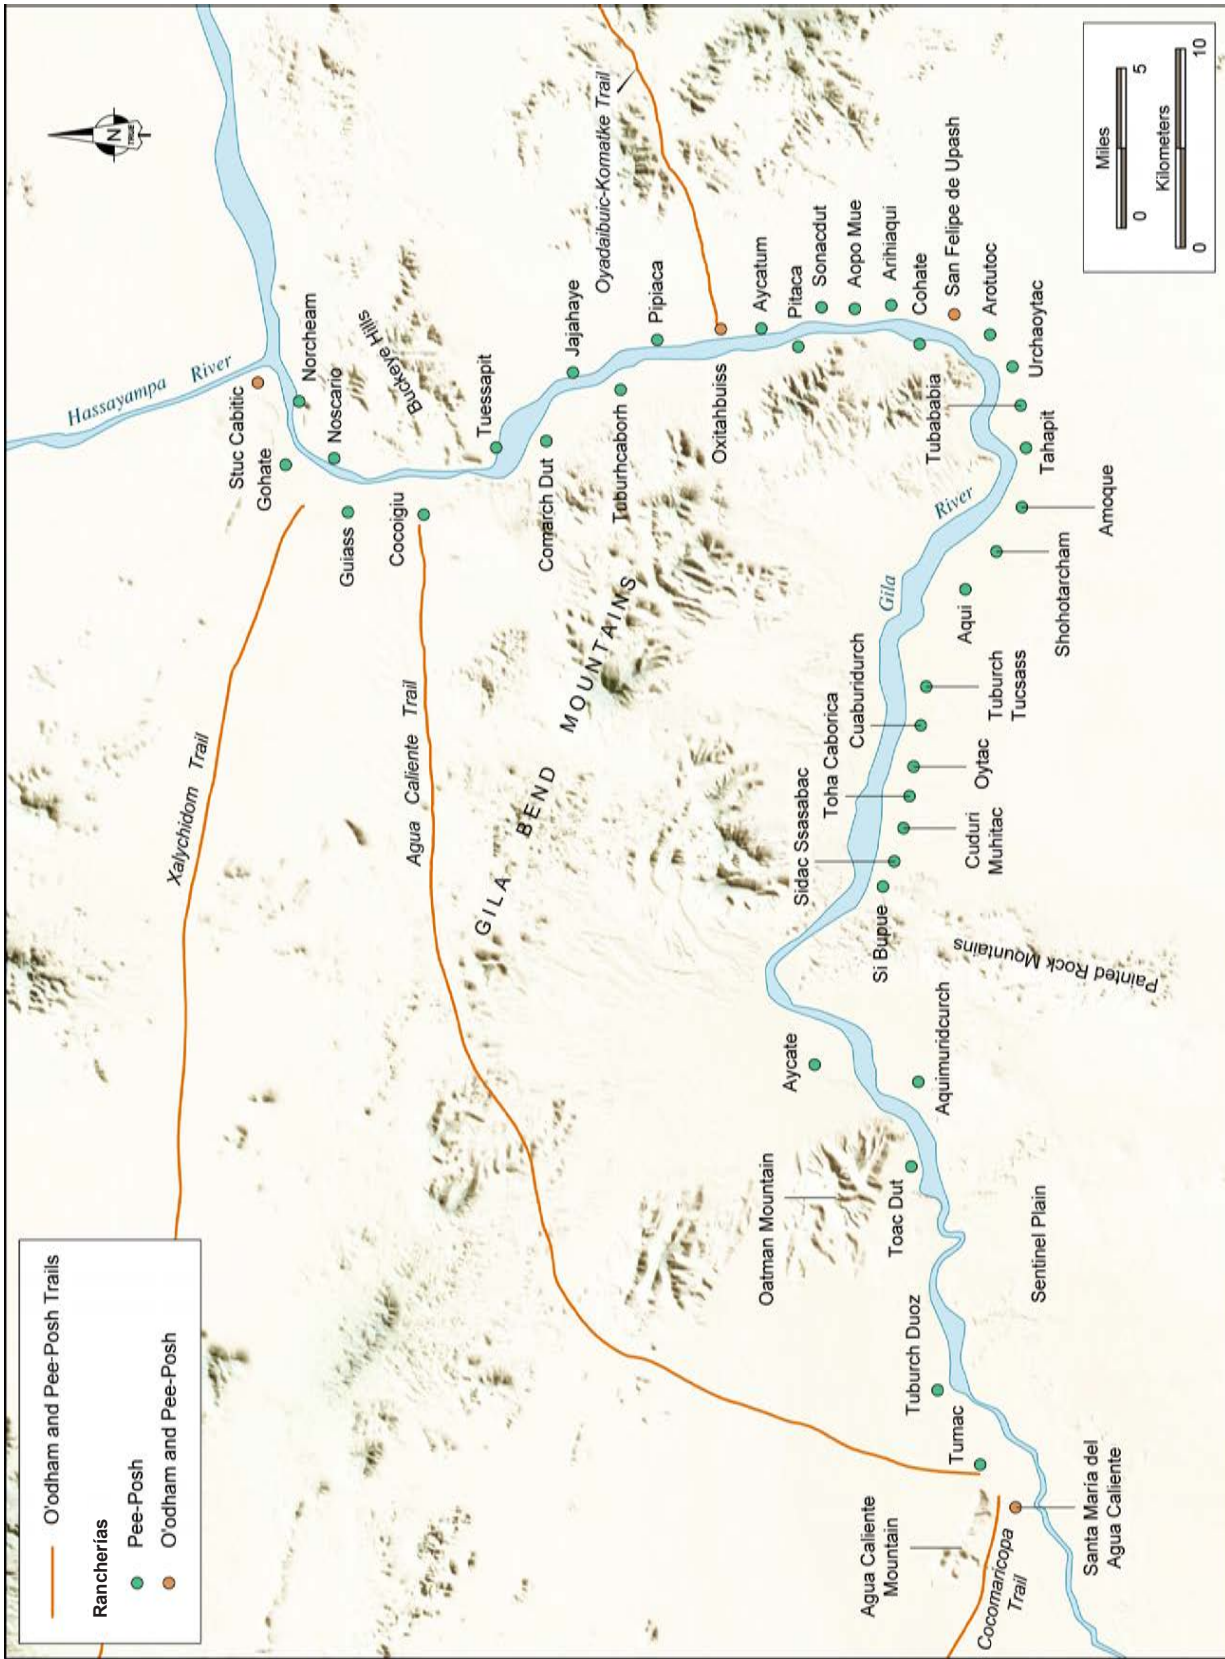 O'odham and Pee-Posh Trails
Rancherías
Pee-Posh
O'odham and Pee-Posh
N
TRUE
Miles
0
5
Kilometers
0
10
Xalychidom Trail
Agua Caliente Trail
Hassayampa River
Stuc Cabitic
Gohate
Norcheam
Noscario
Guiass
Cocoigiu
Buckeye Hills
Tuessapit
Comarch Dut
Jajahaye
Tuburhcaborh
Pipiaca
Oyadaibuic-Komatke Trail
Oxitahbuiss
Aycatum
Pitaca
Sonacdut
Aopo Mue
Arihiaqui
Cohate
San Felipe de Upash
Arotutoc
Urchaoytac
Tubababia
Tahapit
Amoque
Shohotarcham
Aqui
Gila River
GILA BEND MOUNTAINS
Tuburch
Tucsass
Cuaburidurch
Oytac
Toha Caborica
Cuduri
Muhitac
Sidac Ssasabac
Si Bupue
Painted Rock Mountains
Aycate
Aquimuridcurch
Oatman Mountain
Toac Dut
Sentinel Plain
Tuburch Duoz
Tumac
Agua Caliente
Mountain
Cocomaricopa
Trail
Santa Maria del
Agua Caliente